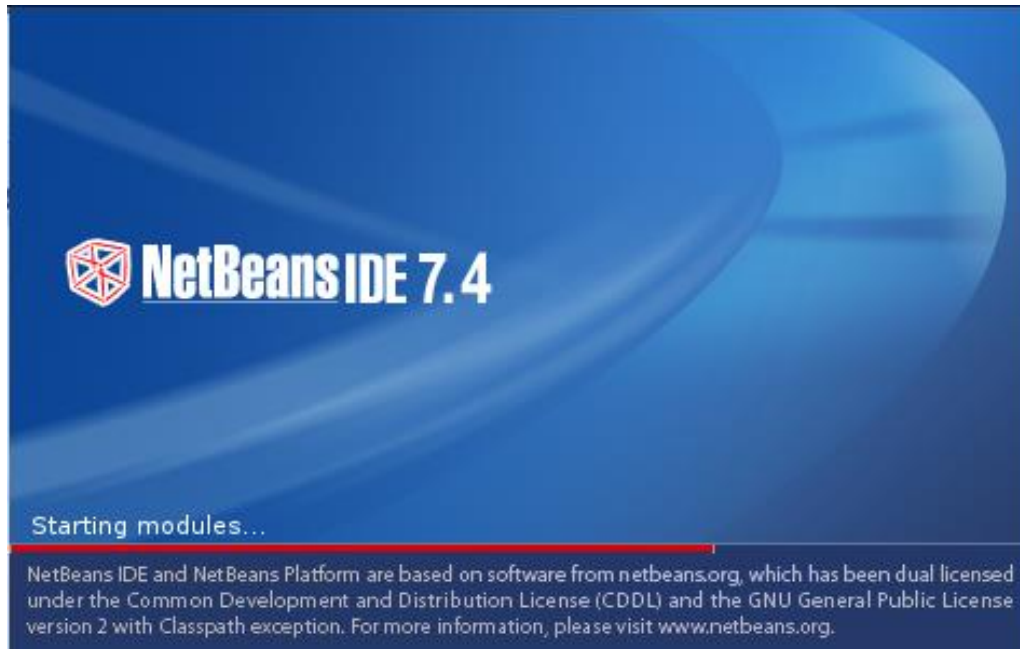 NetBeans IDE 7.4
Starting modules...
NetBeans IDE and NetBeans Platform are based on software from netbeans.org, which has been dual licensed
under the Common Development and Distribution License (CDDL) and the GNU General Public License
version 2 with Classpath exception. For more information, please visit www.netbeans.org.